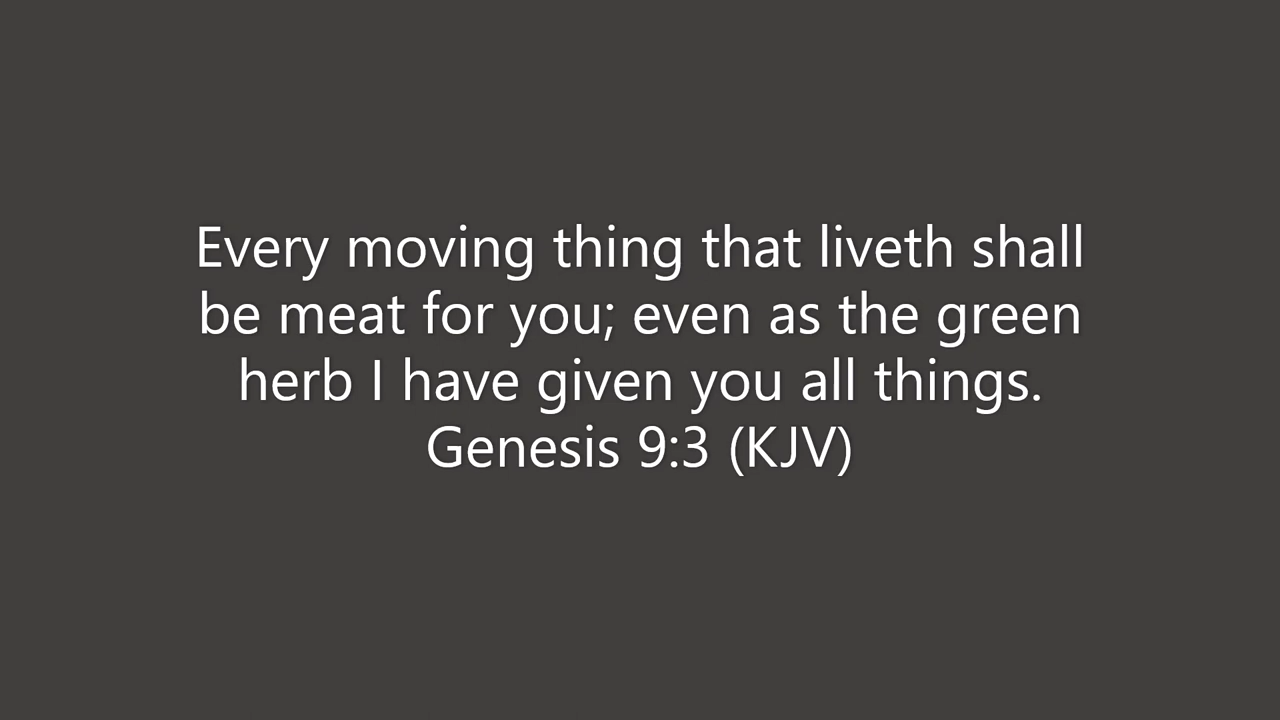 Every moving thing that liveth shall
be meat for you; even as the green
herb I have given you all things.
Genesis 9:3 (KJV)